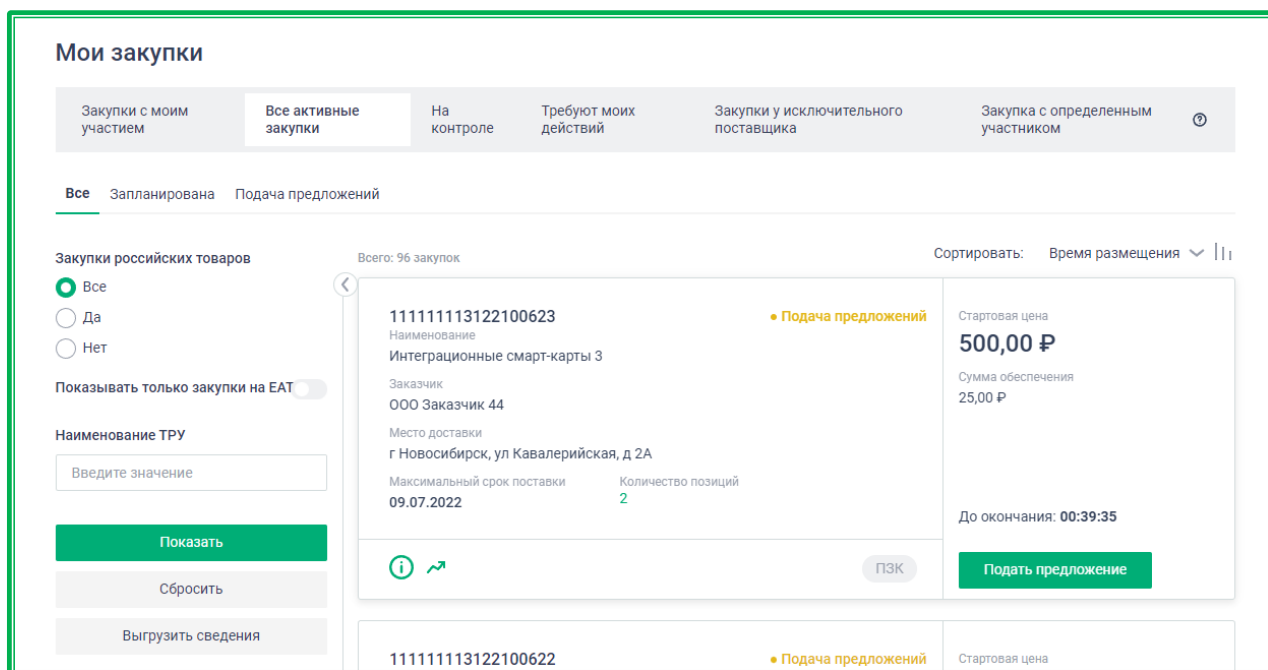 Мои закупки
Закупки с моим участием
Все активные закупки
На контроле
Требуют моих действий
Закупки у исключительного поставщика
Закупка с определенным участником
Все Запланирована Подача предложений
Закупки российских товаров
Все
Да
Нет
Показывать только закупки на ЕАТ
Наименование ТРУ
Введите значение
Показать
Сбросить
Выгрузить сведения
Всего: 96 закупок
Сортировать: Время размещения
111111113122100623
• Подача предложений
Наименование
Интеграционные смарт-карты 3
Заказчик
ООО Заказчик 44
Место доставки
г Новосибирск, ул Кавалерийская, д 2А
Максимальный срок поставки
09.07.2022
Количество позиций
2
ПЗК
Стартовая цена
500,00 ₽
Сумма обеспечения
25,00 ₽
До окончания: 00:39:35
Подать предложение
111111113122100622
• Подача предложений
Стартовая цена